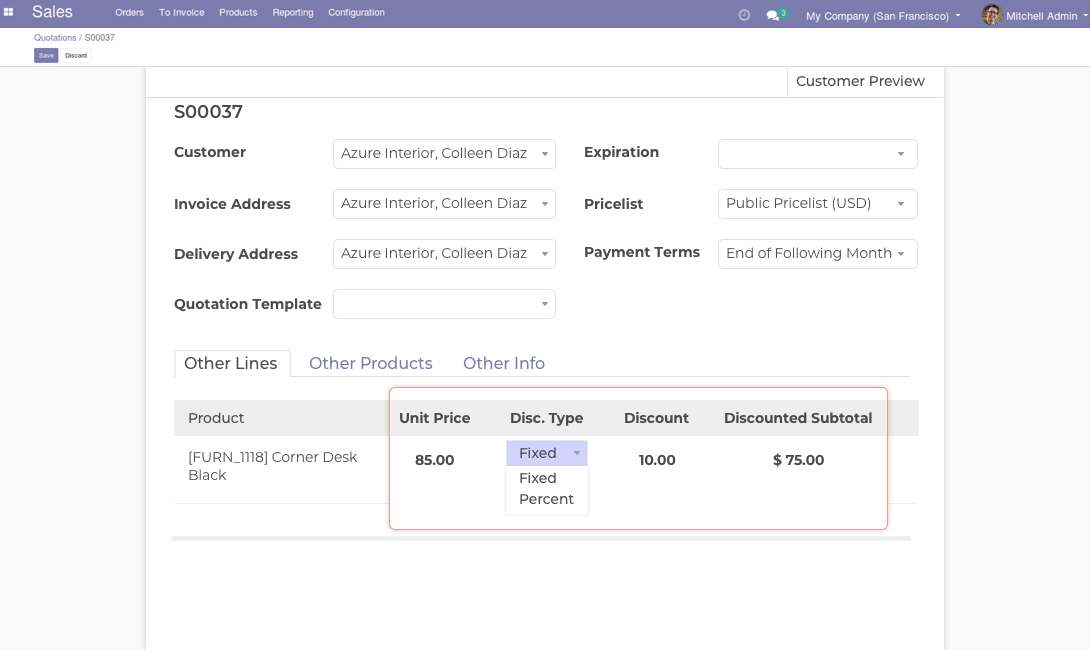 Sales Orders To Invoice Products Reporting Configuration 3 My Company (San Francisco) Mitchell Admin
Quotations / S00037
Save Discard
Customer Preview
S00037
Customer Azure Interior, Colleen Diaz Expiration
Invoice Address Azure Interior, Colleen Diaz Pricelist Public Pricelist (USD)
Delivery Address Azure Interior, Colleen Diaz Payment Terms End of Following Month
Quotation Template
Other Lines Other Products Other Info
Product Unit Price Disc. Type Discount Discounted Subtotal
[FURN_1118] Corner Desk Black 85.00 Fixed 10.00 $ 75.00
Fixed
Percent